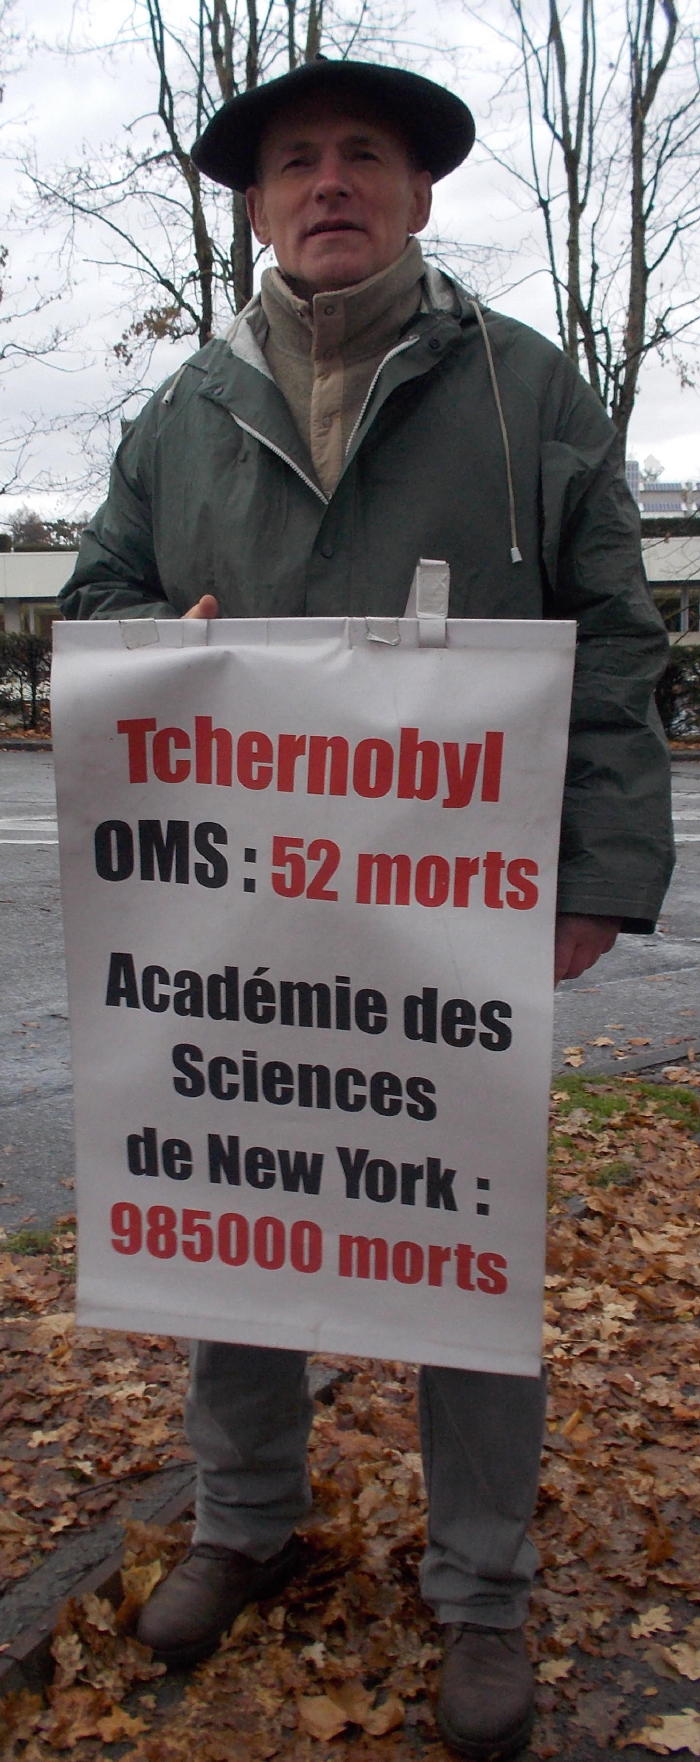 Tchernobyl
OMS : 52 morts
Académie des
Sciences
de New York :
985000 morts